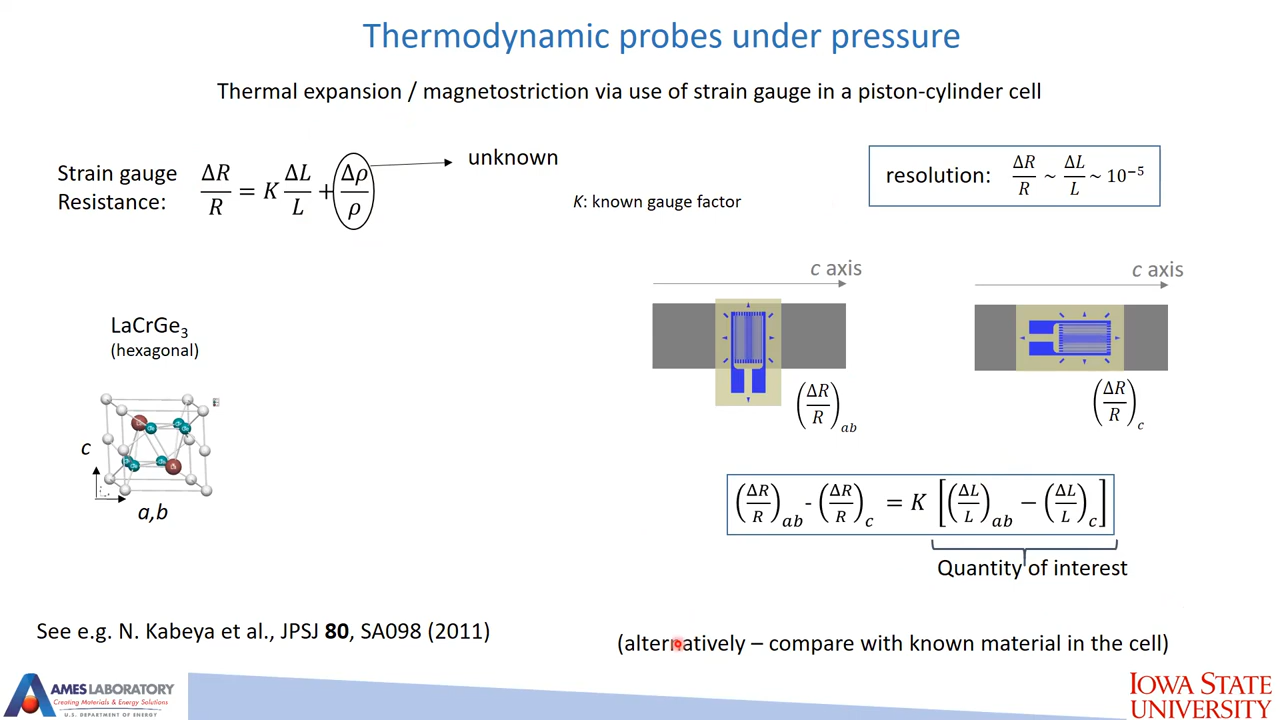 Thermodynamic probes under pressure
Thermal expansion / magnetostriction via use of strain gauge in a piston-cylinder cell
Strain gauge
Resistance:
ΔR/R = K ΔL/L + Δρ/ρ
unknown
K: known gauge factor
resolution: ΔR/R ~ ΔL/L ~ 10⁻⁵
LaCrGe₃
(hexagonal)
c
a,b
c axis
(ΔR/R)ab
c axis
(ΔR/R)c
(ΔR/R)ab - (ΔR/R)c = K [(ΔL/L)ab − (ΔL/L)c]
Quantity of interest
See e.g. N. Kabeya et al., JPSJ 80, SA098 (2011)
(alternatively – compare with known material in the cell)
AMES LABORATORY
Creating Materials & Energy Solutions
U.S. DEPARTMENT OF ENERGY
IOWA STATE
UNIVERSITY